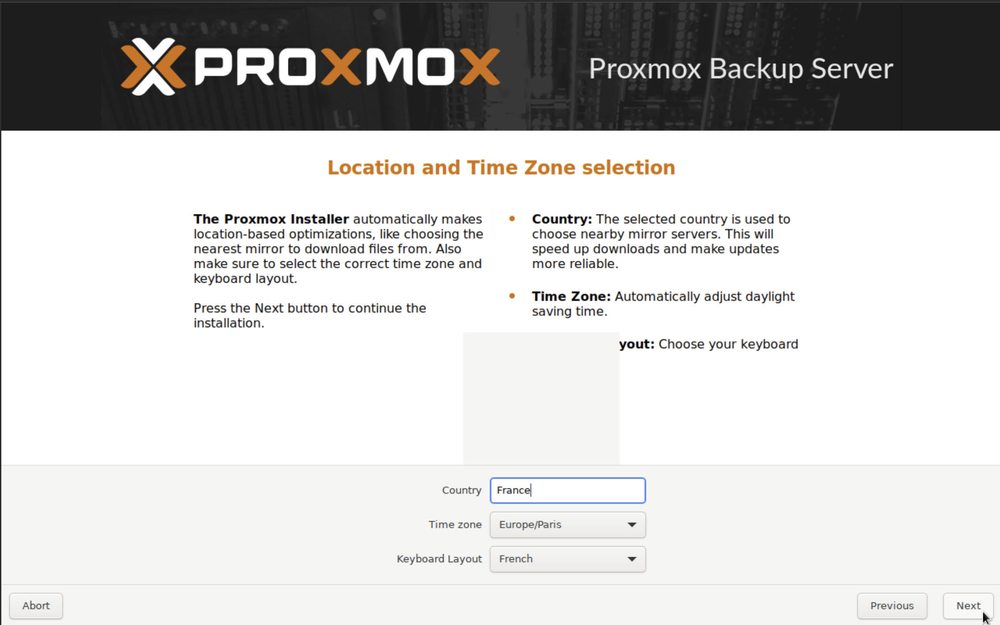 PROXMOX
Proxmox Backup Server
Location and Time Zone selection
The Proxmox Installer automatically makes
location-based optimizations, like choosing the
nearest mirror to download files from. Also
make sure to select the correct time zone and
keyboard layout.
Press the Next button to continue the
installation.
Country: The selected country is used to
choose nearby mirror servers. This will
speed up downloads and make updates
more reliable.
Time Zone: Automatically adjust daylight
saving time.
yout: Choose your keyboard
Country France
Time zone Europe/Paris
Keyboard Layout French
Abort Previous Next